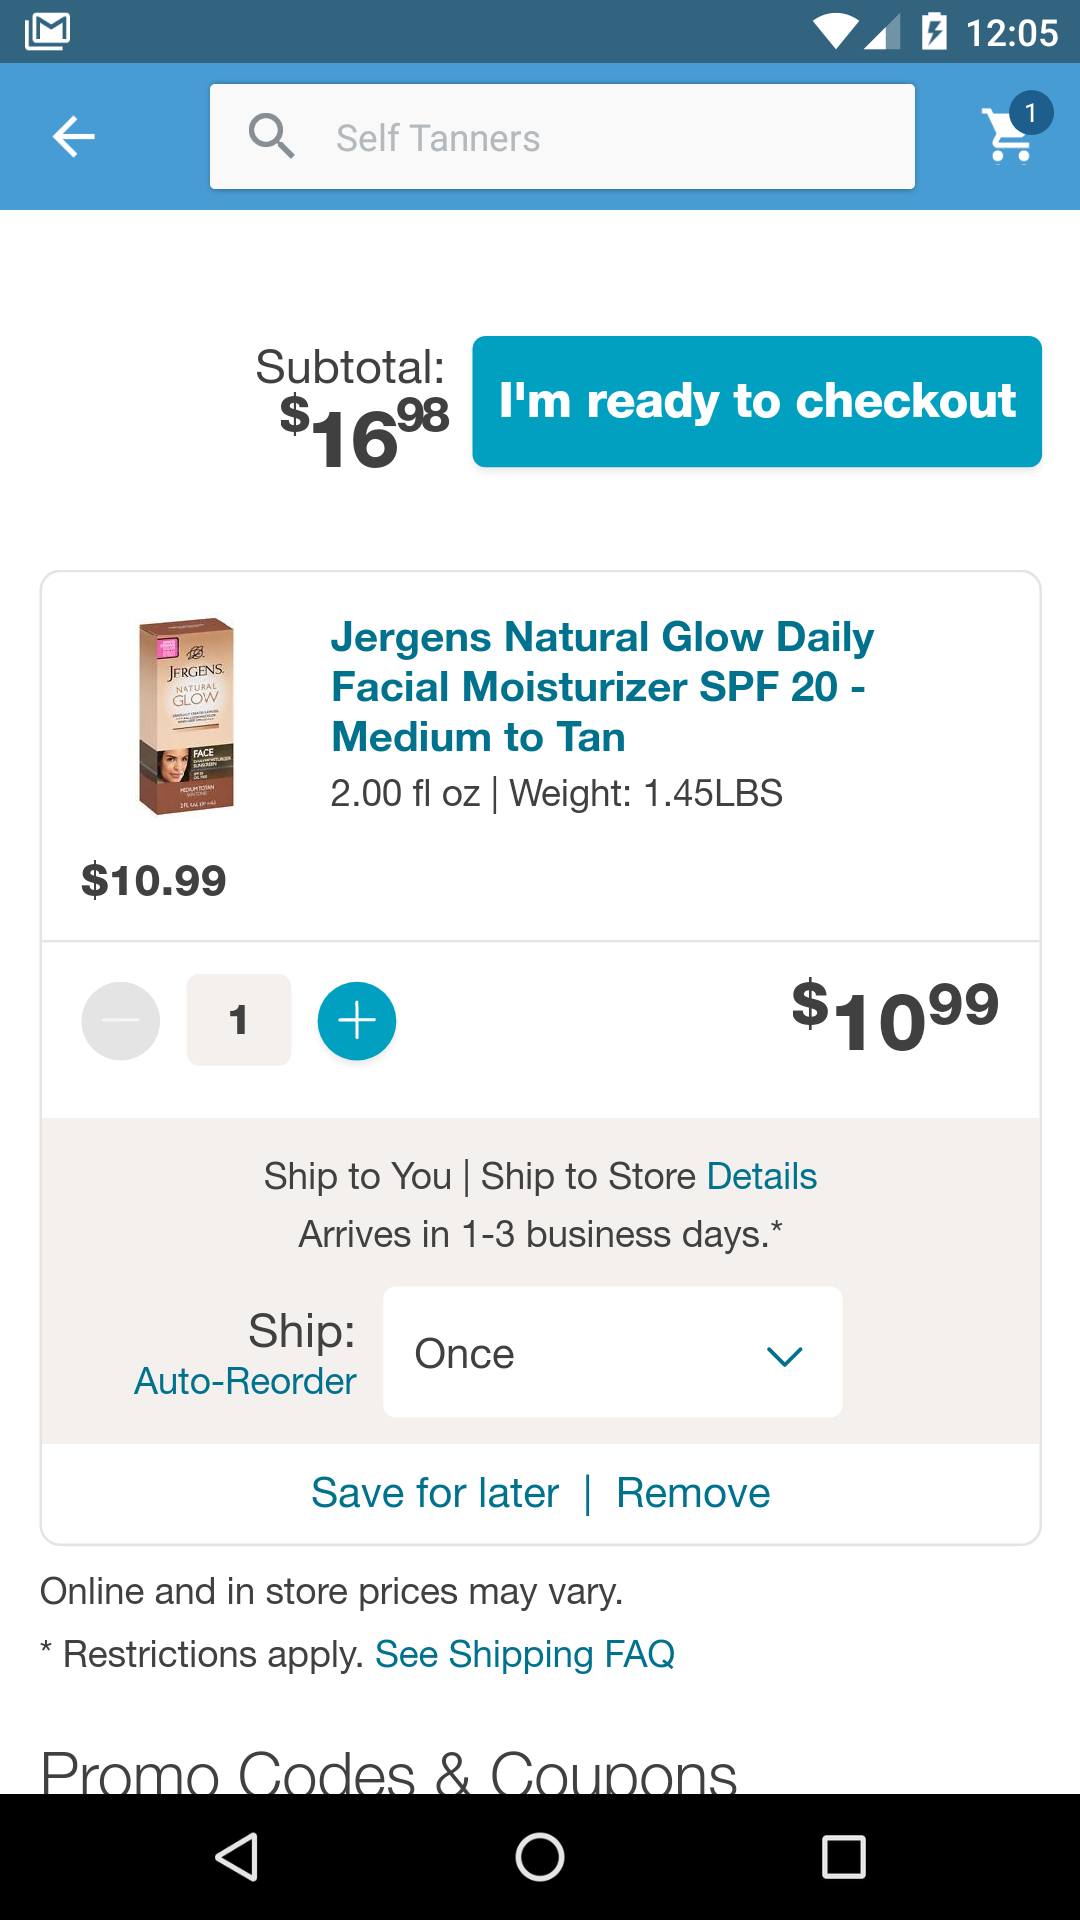 12:05
Self Tanners
1
Subtotal:
$16.98
I'm ready to checkout
JERGENS
NATURAL
GLOW
FACE
Jergens Natural Glow Daily
Facial Moisturizer SPF 20 -
Medium to Tan
2.00 fl oz | Weight: 1.45LBS
$10.99
1
$10.99
Ship to You | Ship to Store Details
Arrives in 1-3 business days.*
Ship:
Auto-Reorder
Once
Save for later | Remove
Online and in store prices may vary.
* Restrictions apply. See Shipping FAQ
Promo Codes & Coupons